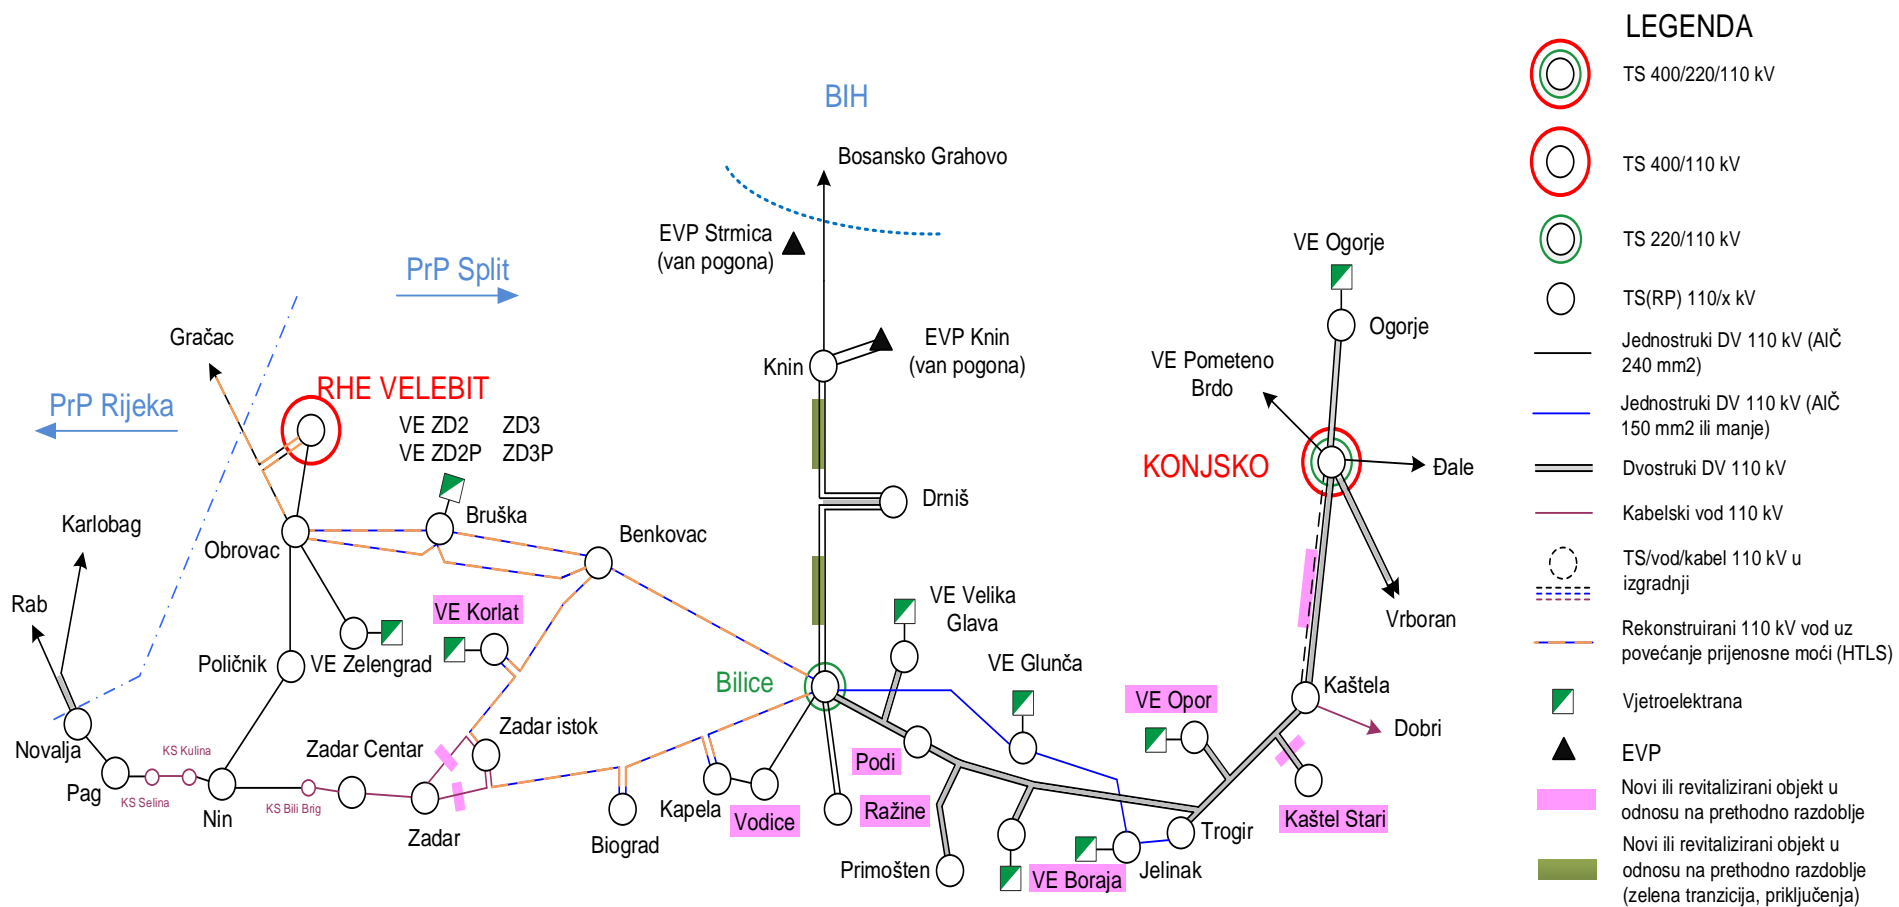 BIH
Bosansko Grahovo
EVP Strmica
(van pogona)
PrP Split
Gračac
PrP Rijeka
RHE VELEBIT
VE ZD2 ZD3
VE ZD2P ZD3P
Knin
EVP Knin
(van pogona)
VE Ogorje
Ogorje
VE Pometeno
Brdo
KONJSKO
Đale
Vrboran
Drniš
Karlobag
Obrovac
Bruška
Benkovac
Rab
VE Korlat
VE Zelengrad
Poličnik
VE Velika
Glava
VE Glunča
Bilice
VE Opor
Kaštela
Dobri
Novalja
KS Kulina
Zadar Centar
Zadar istok
Podi
Pag
KS Selina
Nin
KS Bili Brig
Zadar
Biograd
Kapela
Vodice
Ražine
Primošten
VE Boraja
Jelinak
Trogir
Kaštel Stari
LEGENDA
TS 400/220/110 kV
TS 400/110 kV
TS 220/110 kV
TS(RP) 110/x kV
Jednostruki DV 110 kV (AlČ
240 mm2)
Jednostruki DV 110 kV (AlČ
150 mm2 ili manje)
Dvostruki DV 110 kV
Kabelski vod 110 kV
TS/vod/kabel 110 kV u
izgradnji
Rekonstruirani 110 kV vod uz
povećanje prijenosne moći (HTLS)
Vjetroelektrana
EVP
Novi ili revitalizirani objekt u
odnosu na prethodno razdoblje
Novi ili revitalizirani objekt u
odnosu na prethodno razdoblje
(zelena tranzicija, priključenja)